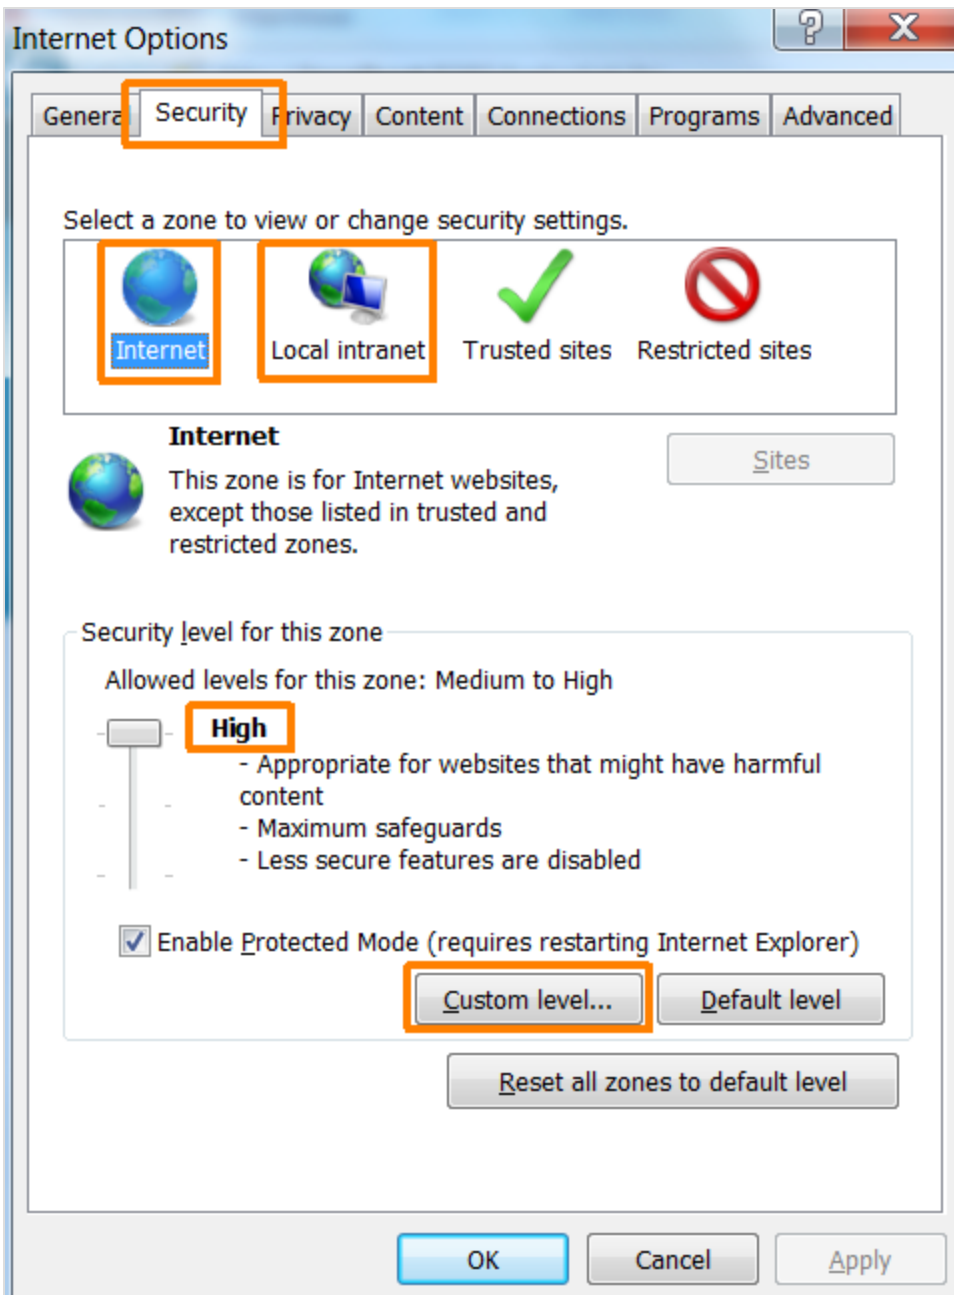 Internet Options
General Security Privacy Content Connections Programs Advanced
Select a zone to view or change security settings.
Internet Local intranet Trusted sites Restricted sites
Internet
Sites
This zone is for Internet websites,
except those listed in trusted and
restricted zones.
Security level for this zone
Allowed levels for this zone: Medium to High
High
- Appropriate for websites that might have harmful
content
- Maximum safeguards
- Less secure features are disabled
Enable Protected Mode (requires restarting Internet Explorer)
Custom level... Default level
Reset all zones to default level
OK Cancel Apply